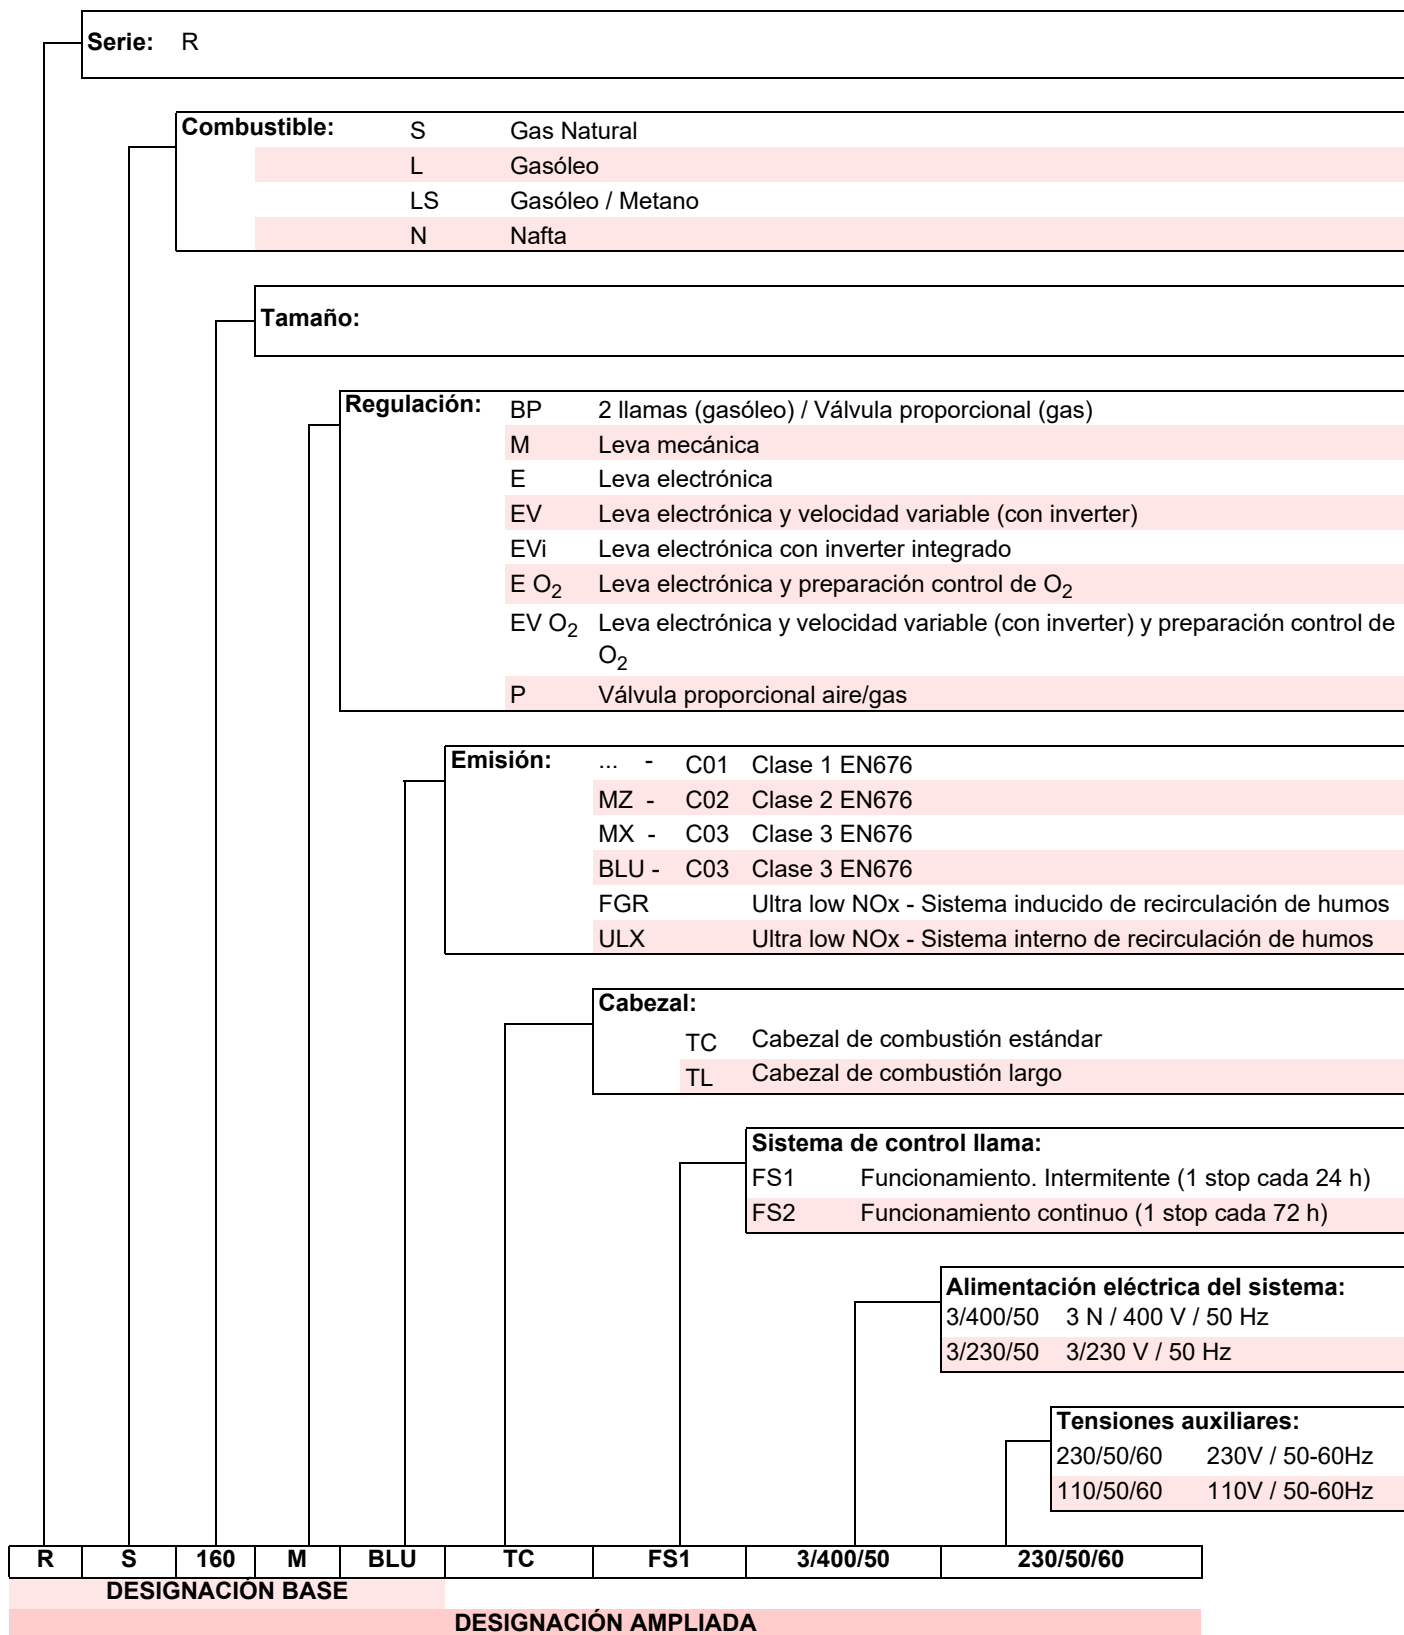 Serie: R
Combustible: S Gas Natural
L Gasóleo
LS Gasóleo / Metano
N Nafta
Tamaño:
Regulación: BP 2 llamas (gasóleo) / Válvula proporcional (gas)
M Leva mecánica
E Leva electrónica
EV Leva electrónica y velocidad variable (con inverter)
EVi Leva electrónica con inverter integrado
E O2 Leva electrónica y preparación control de O2
EV O2 Leva electrónica y velocidad variable (con inverter) y preparación control de
O2
P Válvula proporcional aire/gas
Emisión: ... - C01 Clase 1 EN676
MZ - C02 Clase 2 EN676
MX - C03 Clase 3 EN676
BLU - C03 Clase 3 EN676
FGR Ultra low NOx - Sistema inducido de recirculación de humos
ULX Ultra low NOx - Sistema interno de recirculación de humos
Cabezal:
TC Cabezal de combustión estándar
TL Cabezal de combustión largo
Sistema de control llama:
FS1 Funcionamiento. Intermitente (1 stop cada 24 h)
FS2 Funcionamiento continuo (1 stop cada 72 h)
Alimentación eléctrica del sistema:
3/400/50 3 N / 400 V / 50 Hz
3/230/50 3/230 V / 50 Hz
Tensiones auxiliares:
230/50/60 230V / 50-60Hz
110/50/60 110V / 50-60Hz
R S 160 M BLU TC FS1 3/400/50 230/50/60
DESIGNACIÓN BASE
DESIGNACIÓN AMPLIADA